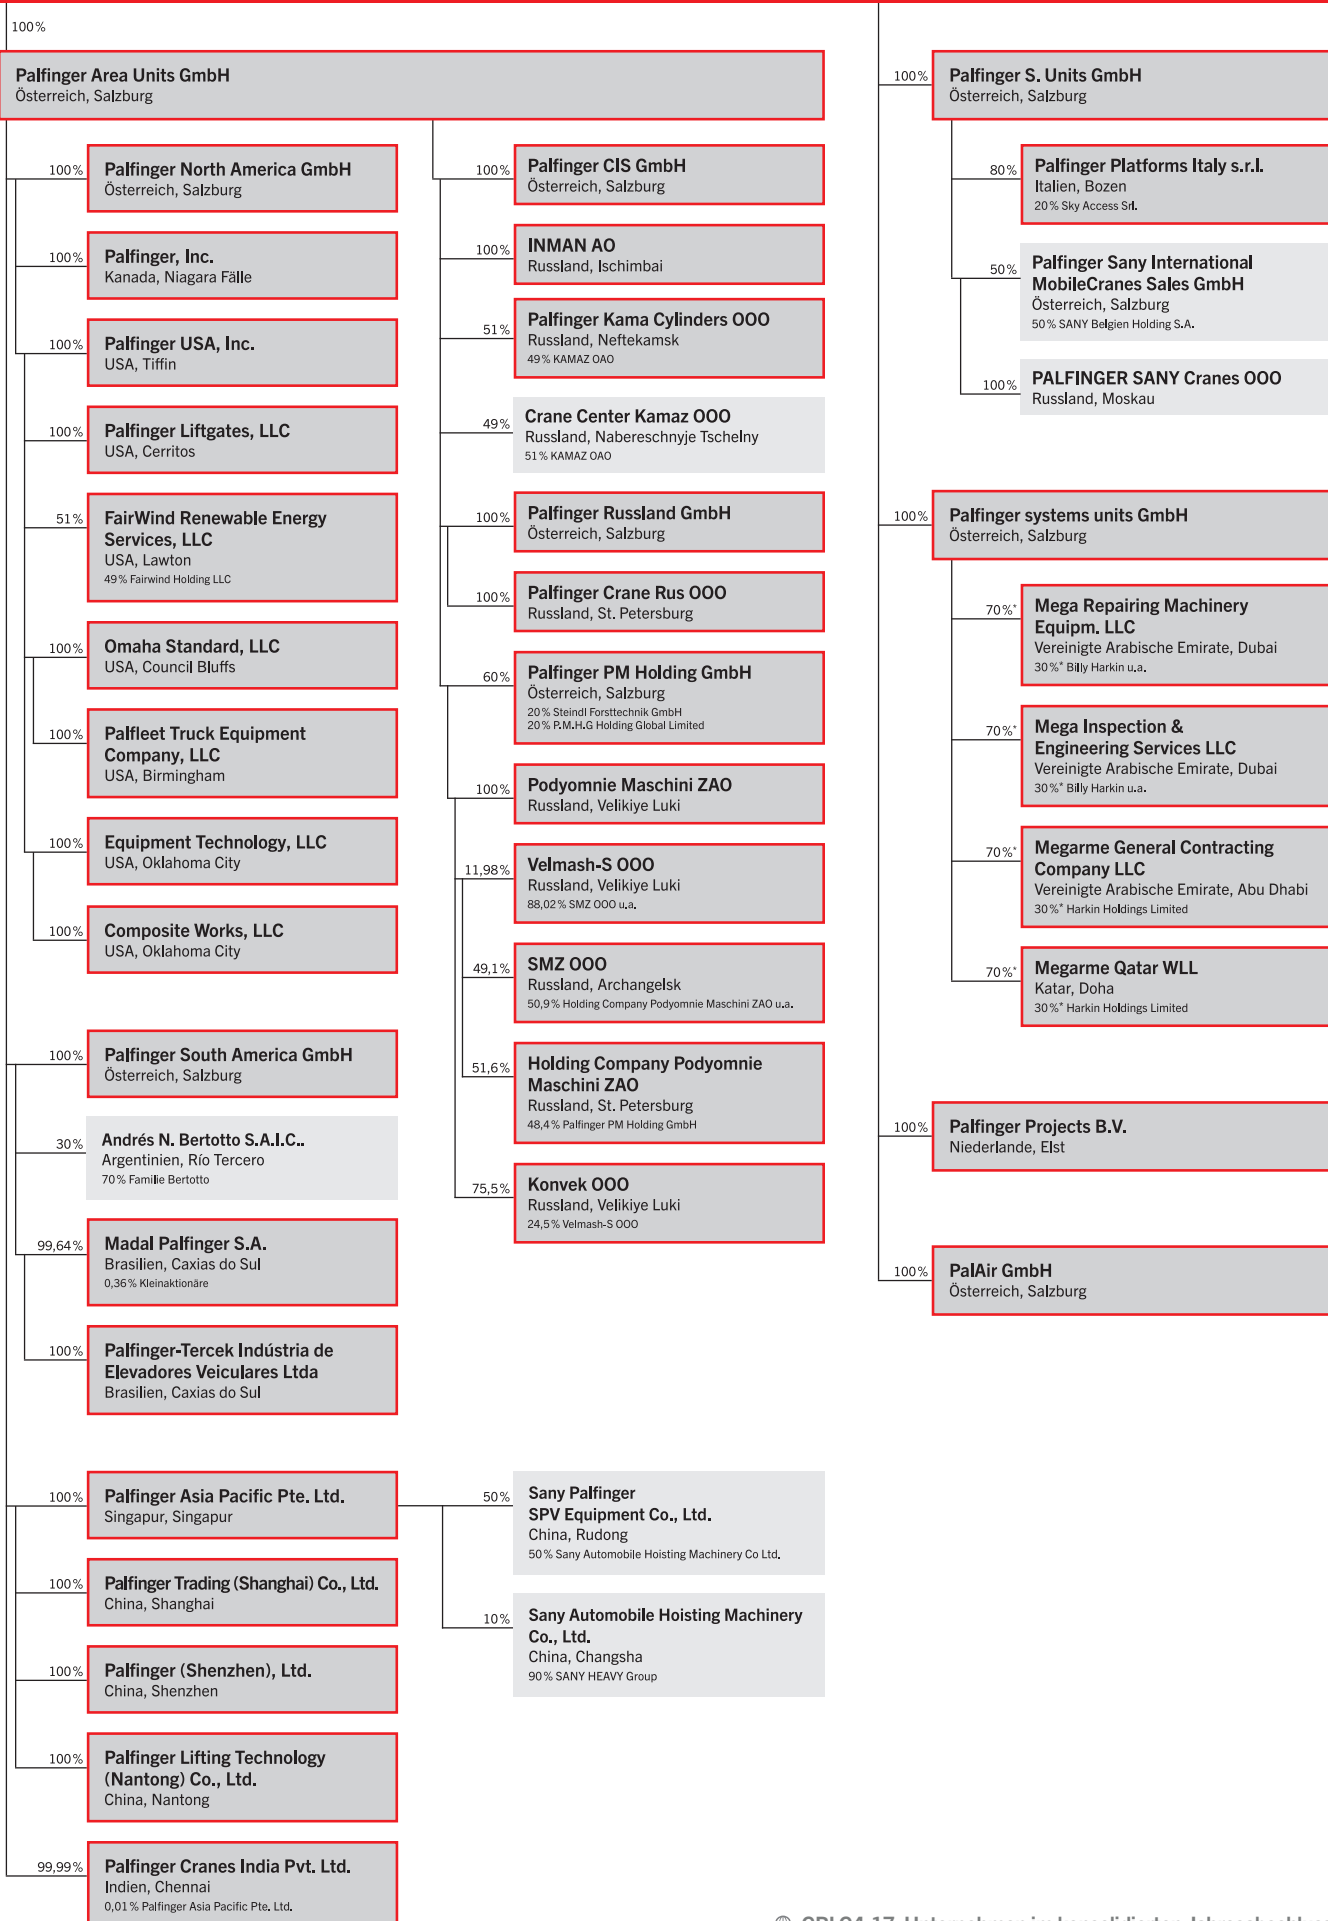 100%
Palfinger Area Units GmbH
Österreich, Salzburg
100%
Palfinger North America GmbH
Österreich, Salzburg
100%
Palfinger, Inc.
Kanada, Niagara Fälle
100%
Palfinger USA, Inc.
USA, Tiffin
100%
Palfinger Liftgates, LLC
USA, Cerritos
51%
FairWind Renewable Energy
Services, LLC
USA, Lawton
49% Fairwind Holding LLC
100%
Omaha Standard, LLC
USA, Council Bluffs
100%
Palfleet Truck Equipment
Company, LLC
USA, Birmingham
100%
Equipment Technology, LLC
USA, Oklahoma City
100%
Composite Works, LLC
USA, Oklahoma City
100%
Palfinger South America GmbH
Österreich, Salzburg
30%
Andrés N. Bertotto S.A.I.C..
Argentinien, Río Tercero
70% Familie Bertotto
99,64%
Madal Palfinger S.A.
Brasilien, Caxias do Sul
0,36% Kleinaktionäre
100%
Palfinger-Tercek Indústria de
Elevadores Veiculares Ltda
Brasilien, Caxias do Sul
100%
Palfinger Asia Pacific Pte. Ltd.
Singapur, Singapur
100%
Palfinger Trading (Shanghai) Co., Ltd.
China, Shanghai
100%
Palfinger (Shenzhen), Ltd.
China, Shenzhen
100%
Palfinger Lifting Technology
(Nantong) Co., Ltd.
China, Nantong
99,99%
Palfinger Cranes India Pvt. Ltd.
Indien, Chennai
0,01% Palfinger Asia Pacific Pte. Ltd.
100%
Palfinger CIS GmbH
Österreich, Salzburg
100%
INMAN AO
Russland, Ischimbai
51%
Palfinger Kama Cylinders OOO
Russland, Neftekamsk
49% KAMAZ OAO
49%
Crane Center Kamaz OOO
Russland, Nabereschnyje Tschelny
51% KAMAZ OAO
100%
Palfinger Russland GmbH
Österreich, Salzburg
100%
Palfinger Crane Rus OOO
Russland, St. Petersburg
60%
Palfinger PM Holding GmbH
Österreich, Salzburg
20% Steindl Forsttechnik GmbH
20% P.M.H.G Holding Global Limited
100%
Podyomnie Maschini ZAO
Russland, Velikiye Luki
11,98%
Velmash-S OOO
Russland, Velikiye Luki
88,02% SMZ OOO u.a.
49,1%
SMZ OOO
Russland, Archangelsk
50,9% Holding Company Podyomnie Maschini ZAO u.a.
51,6%
Holding Company Podyomnie
Maschini ZAO
Russland, St. Petersburg
48,4% Palfinger PM Holding GmbH
75,5%
Konvek OOO
Russland, Velikiye Luki
24,5% Velmash-S OOO
50%
Sany Palfinger
SPV Equipment Co., Ltd.
China, Rudong
50% Sany Automobile Hoisting Machinery Co Ltd.
10%
Sany Automobile Hoisting Machinery
Co., Ltd.
China, Changsha
90% SANY HEAVY Group
100%
Palfinger S. Units GmbH
Österreich, Salzburg
80%
Palfinger Platforms Italy s.r.l.
Italien, Bozen
20% Sky Access Srl.
50%
Palfinger Sany International
MobileCranes Sales GmbH
Österreich, Salzburg
50% SANY Belgien Holding S.A.
100%
PALFINGER SANY Cranes OOO
Russland, Moskau
100%
Palfinger systems units GmbH
Österreich, Salzburg
70%*
Mega Repairing Machinery
Equipm. LLC
Vereinigte Arabische Emirate, Dubai
30%* Billy Harkin u.a.
70%*
Mega Inspection &
Engineering Services LLC
Vereinigte Arabische Emirate, Dubai
30%* Billy Harkin u.a.
70%*
Megarme General Contracting
Company LLC
Vereinigte Arabische Emirate, Abu Dhabi
30%* Harkin Holdings Limited
70%*
Megarme Qatar WLL
Katar, Doha
30%* Harkin Holdings Limited
100%
Palfinger Projects B.V.
Niederlande, Elst
100%
PalAir GmbH
Österreich, Salzburg